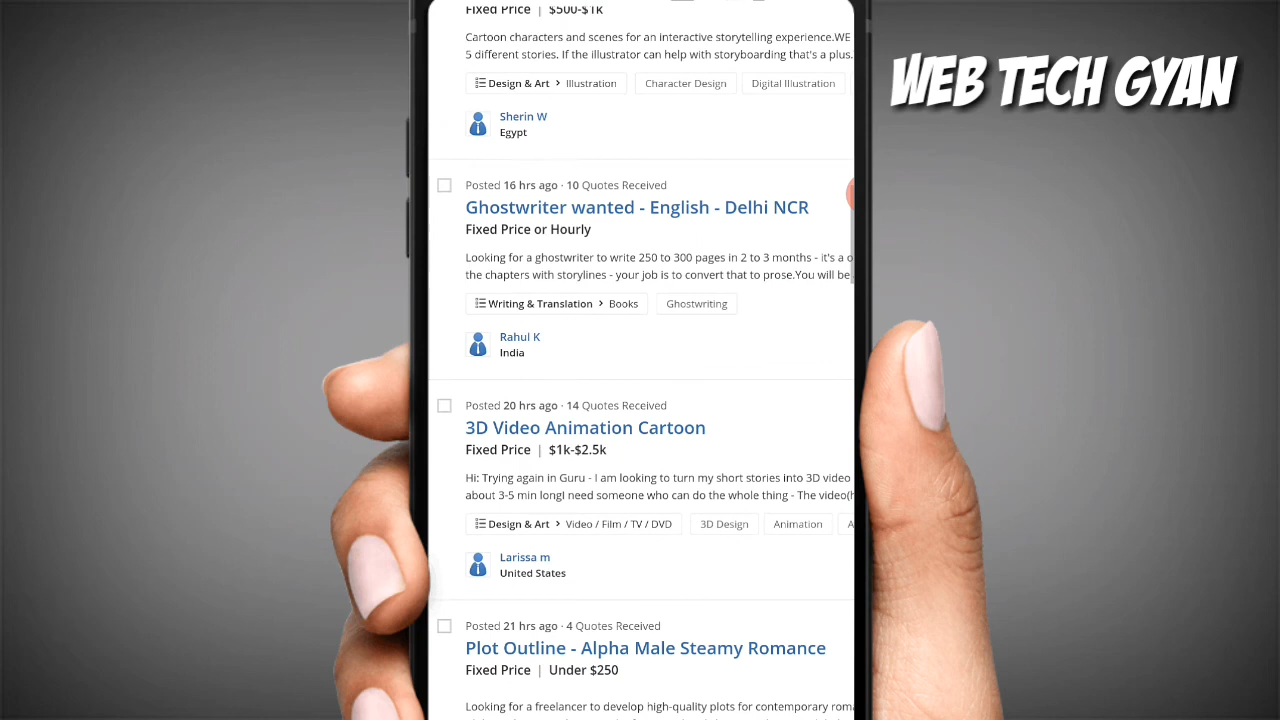 Fixed Price | $500-$1K
WEB TECH GYAN
Cartoon characters and scenes for an interactive storytelling experience.WE
5 different stories. If the illustrator can help with storyboarding that's a plus.
Design & Art > Illustration Character Design Digital Illustration
Sherin W
Egypt
Posted 16 hrs ago · 10 Quotes Received
Ghostwriter wanted - English - Delhi NCR
Fixed Price or Hourly
Looking for a ghostwriter to write 250 to 300 pages in 2 to 3 months - it's a o
the chapters with storylines - your job is to convert that to prose.You will be
Writing & Translation > Books Ghostwriting
Rahul K
India
Posted 20 hrs ago · 14 Quotes Received
3D Video Animation Cartoon
Fixed Price | $1k-$2.5k
Hi: Trying again in Guru - I am looking to turn my short stories into 3D video
about 3-5 min longI need someone who can do the whole thing - The video(h
Design & Art > Video / Film / TV / DVD 3D Design Animation A
Larissa m
United States
Posted 21 hrs ago · 4 Quotes Received
Plot Outline - Alpha Male Steamy Romance
Fixed Price | Under $250
Looking for a freelancer to develop high-quality plots for contemporary roma